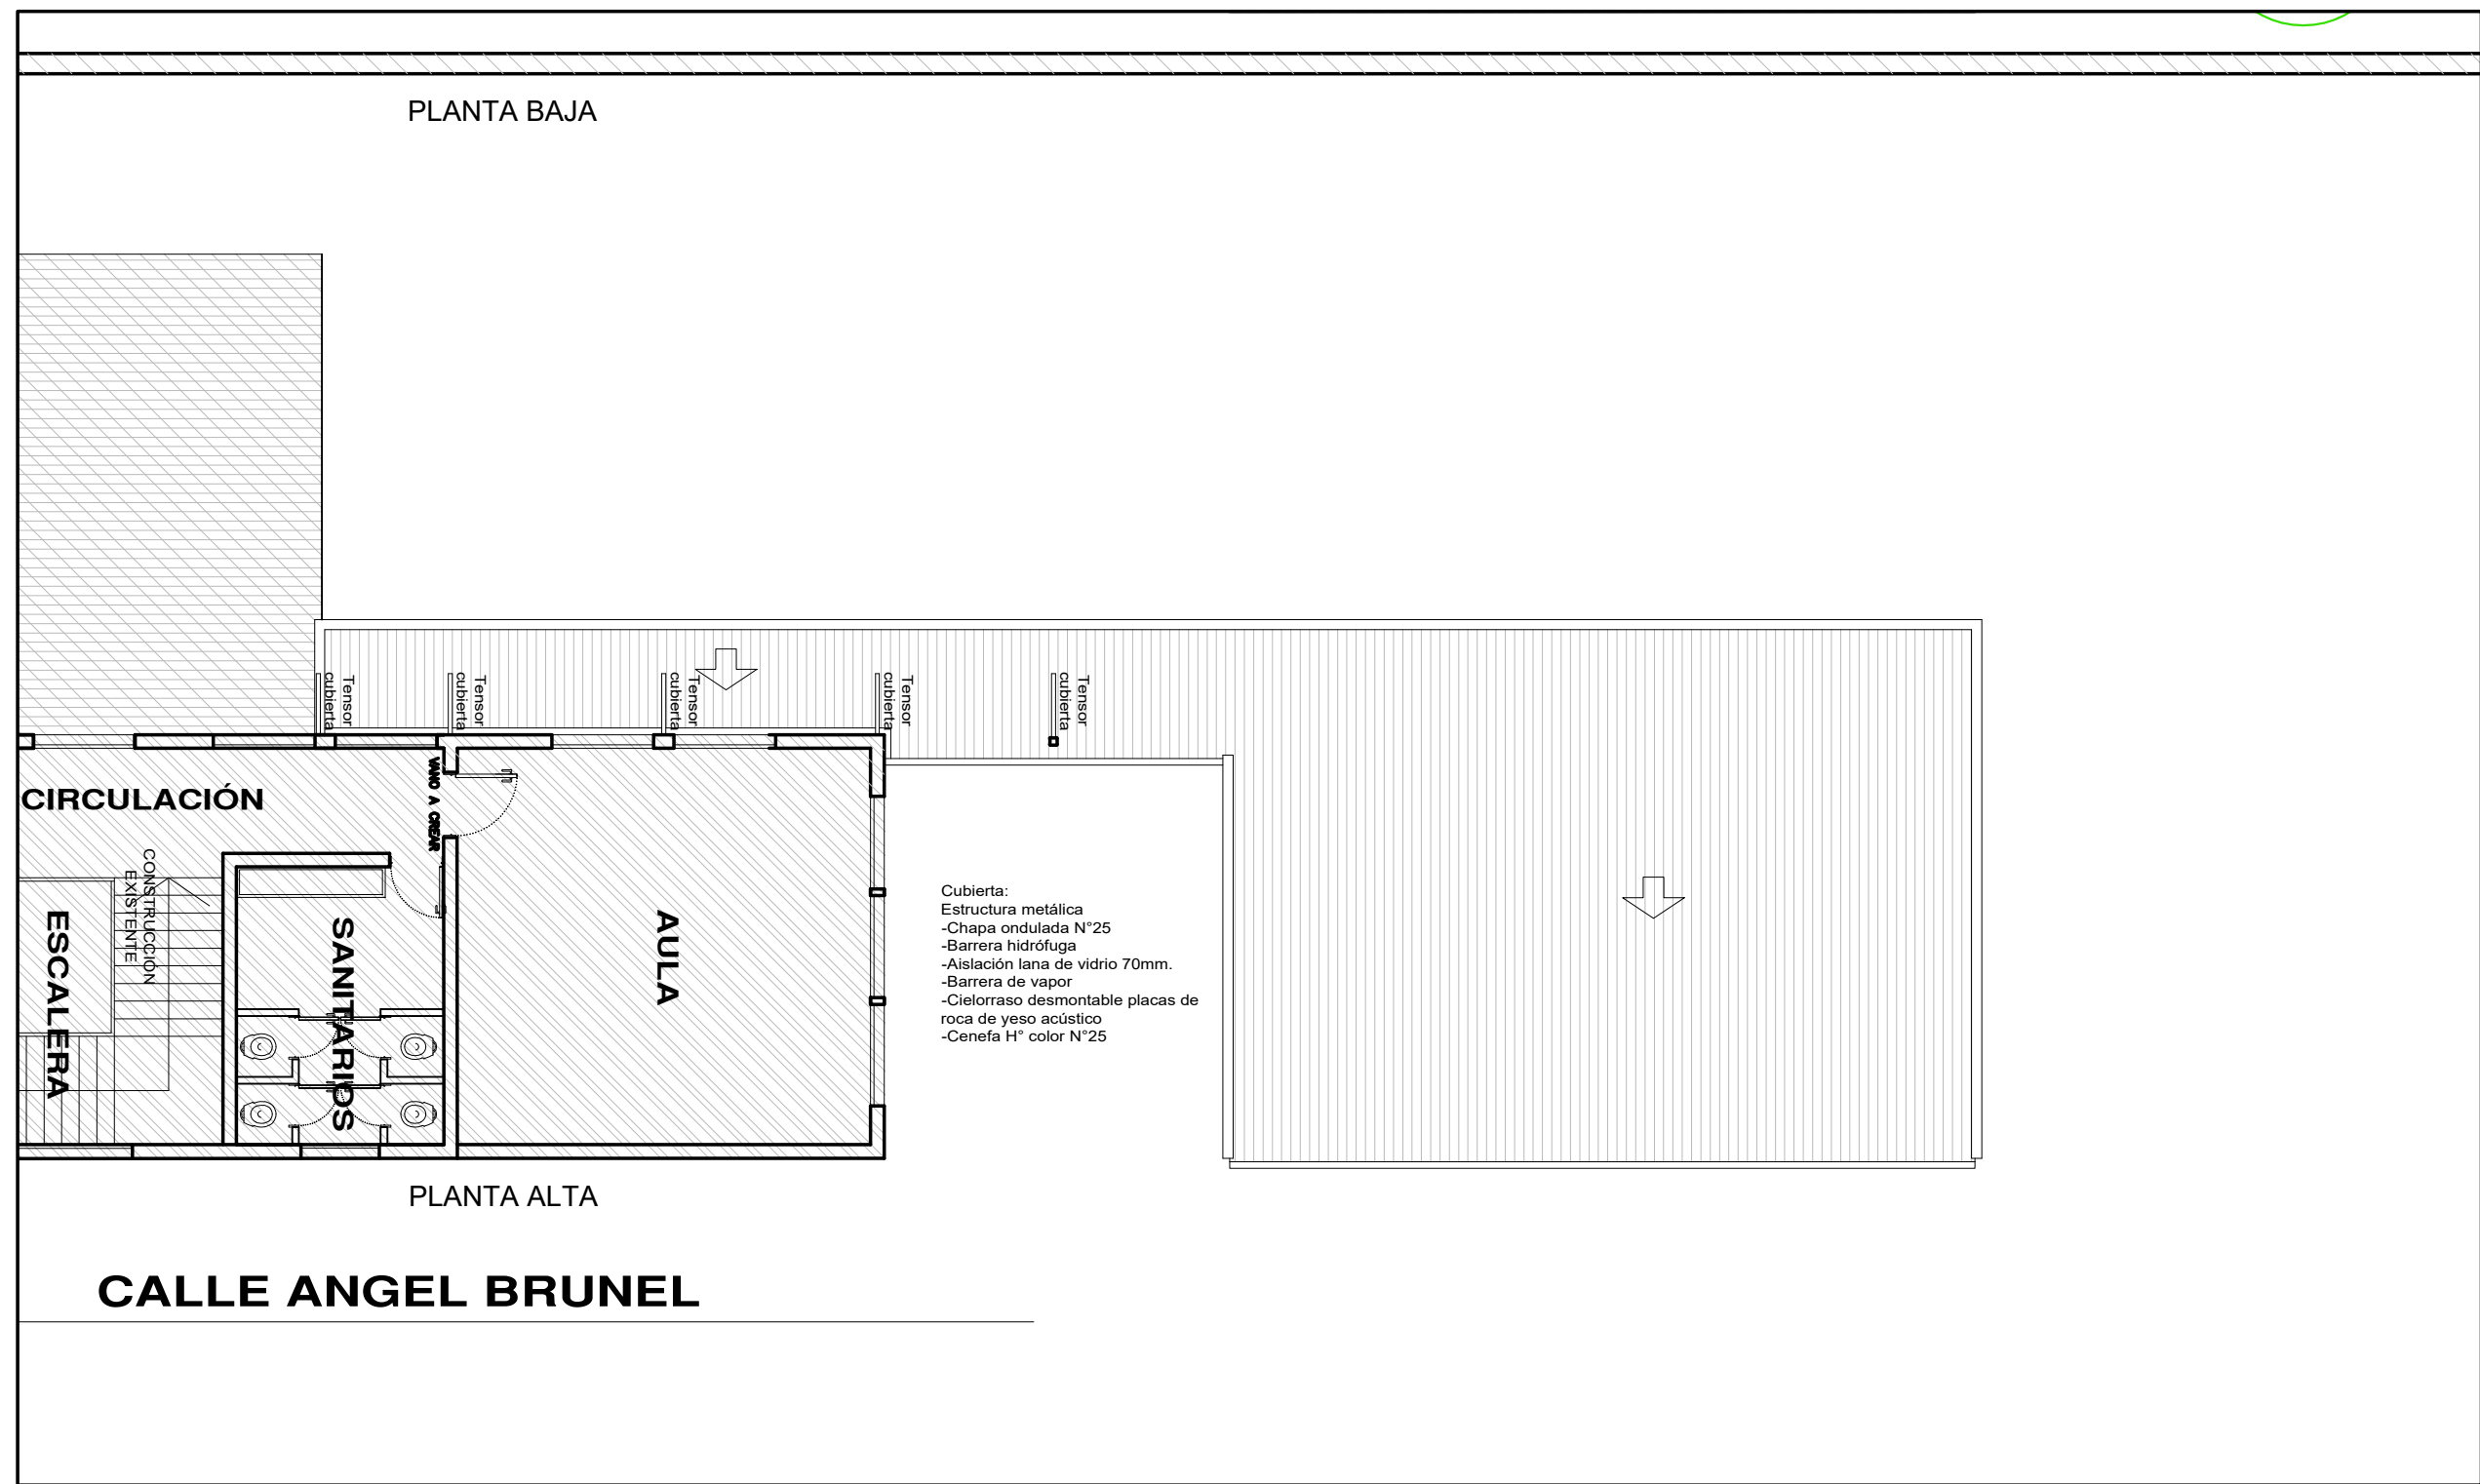 PLANTA BAJA
Tensor
cubierta
Tensor
cubierta
Tensor
cubierta
Tensor
cubierta
Tensor
cubierta
VANO A CREAR
CIRCULACIÓN
CONSTRUCCIÓN
EXISTENTE
ESCALERA
SANITARIOS
AULA
Cubierta:
Estructura metálica
-Chapa ondulada N°25
-Barrera hidrófuga
-Aislación lana de vidrio 70mm.
-Barrera de vapor
-Cielorraso desmontable placas de
roca de yeso acústico
-Cenefa H° color N°25
PLANTA ALTA
CALLE ANGEL BRUNEL